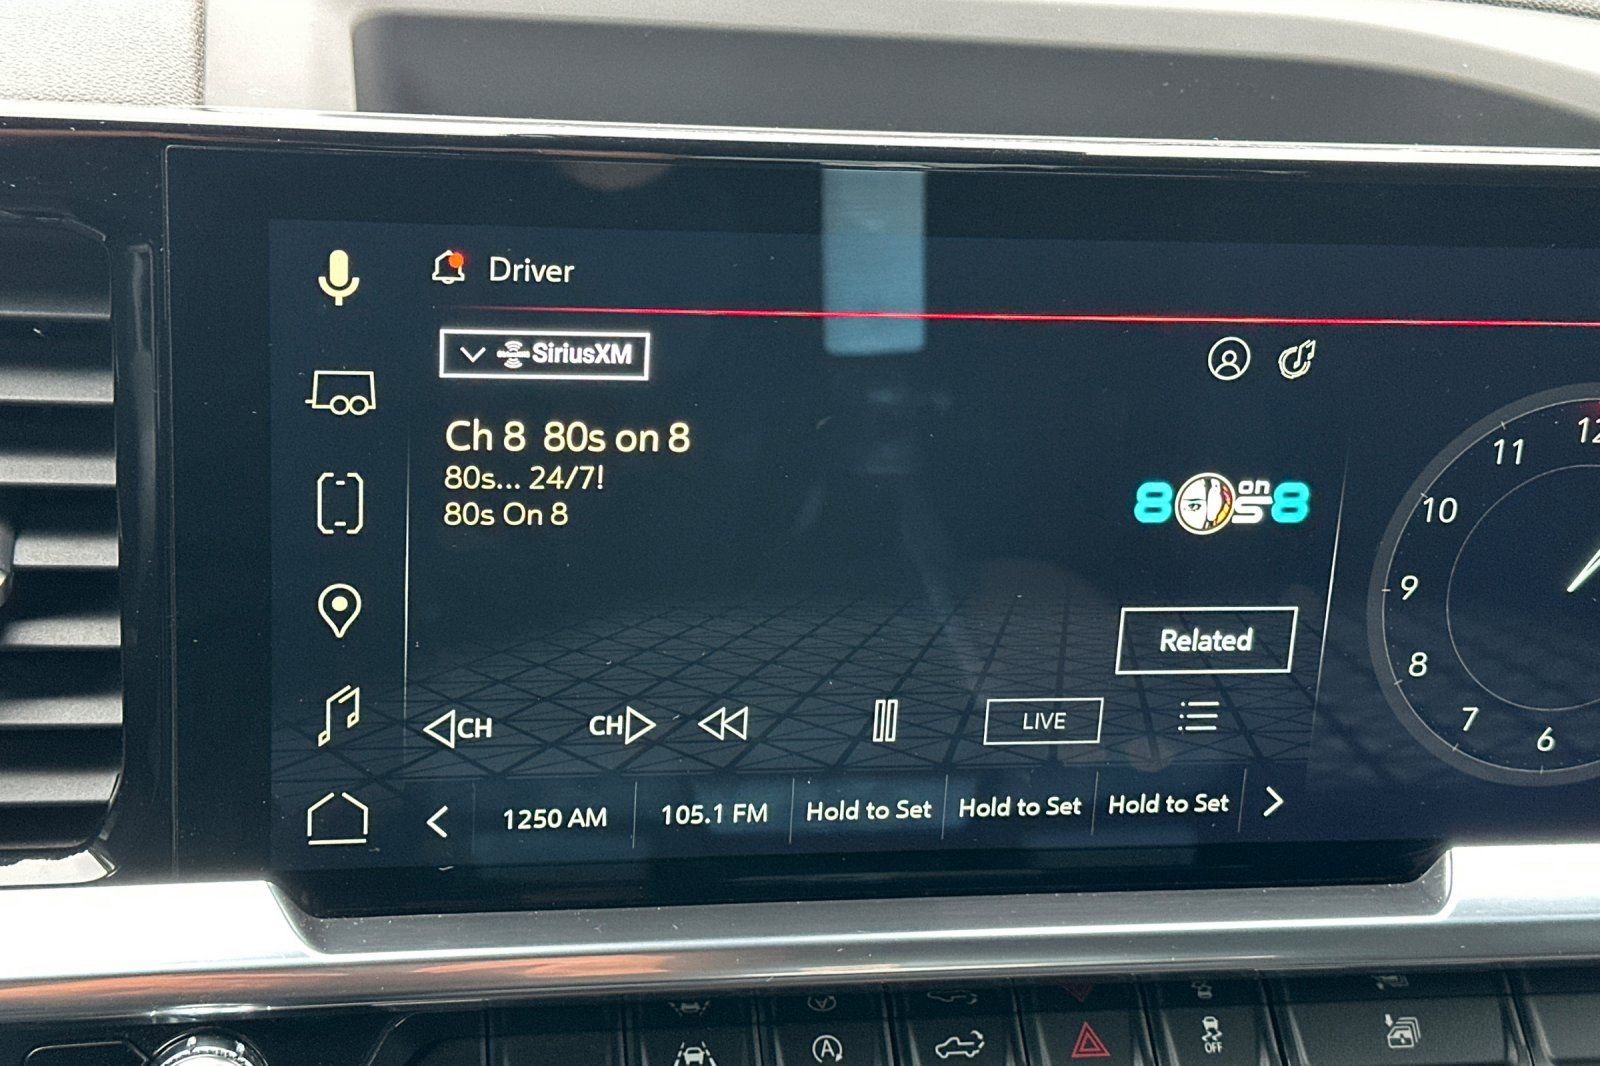 Driver
SiriusXM
Ch 8 80s on 8
80s... 24/7!
80s On 8
80s on 8
Related
CH CH LIVE
1250 AM 105.1 FM Hold to Set Hold to Set Hold to Set
12
11
10
9
8
7
6
A
OFF